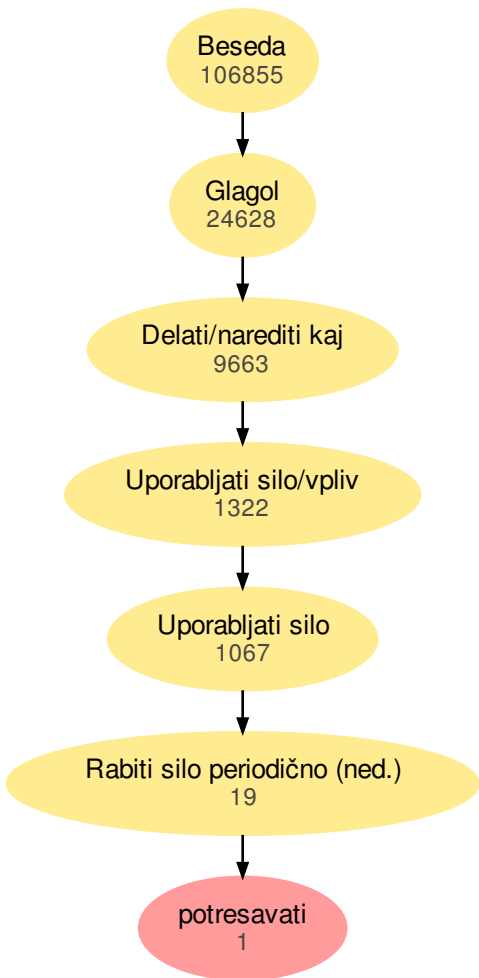 Beseda
106855
Glagol
24628
Delati/narediti kaj
9663
Uporabljati silo/vpliv
1322
Uporabljati silo
1067
Rabiti silo periodično (ned.)
19
potresavati
1